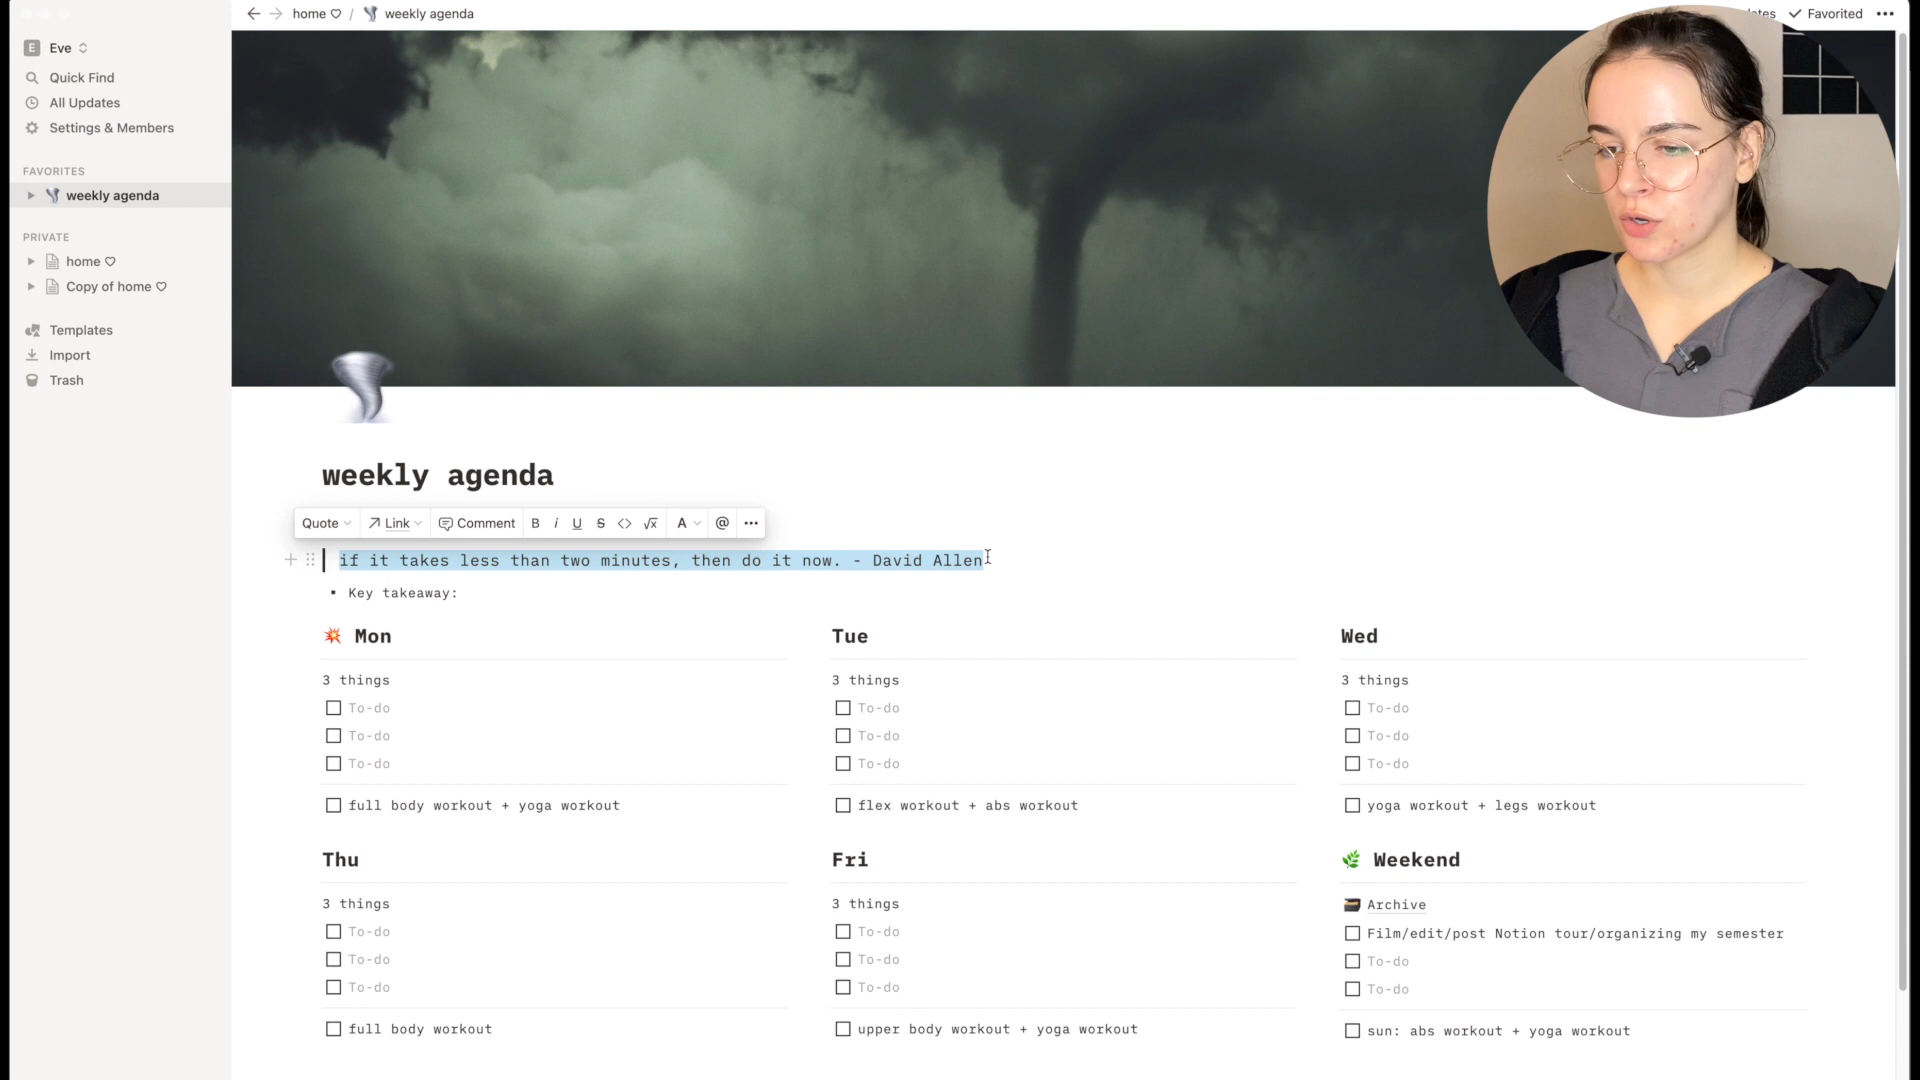 home ♡ / weekly agenda
Favorited
E Eve
Quick Find
All Updates
Settings & Members
FAVORITES
weekly agenda
PRIVATE
home ♡
Copy of home ♡
Templates
Import
Trash
weekly agenda
Quote Link Comment B i U S <> √x A @ •••
if it takes less than two minutes, then do it now. - David Allen
Key takeaway:
Mon
3 things
To-do
To-do
To-do
full body workout + yoga workout
Tue
3 things
To-do
To-do
To-do
flex workout + abs workout
Wed
3 things
To-do
To-do
To-do
yoga workout + legs workout
Thu
3 things
To-do
To-do
To-do
full body workout
Fri
3 things
To-do
To-do
To-do
upper body workout + yoga workout
Weekend
Archive
Film/edit/post Notion tour/organizing my semester
To-do
To-do
sun: abs workout + yoga workout